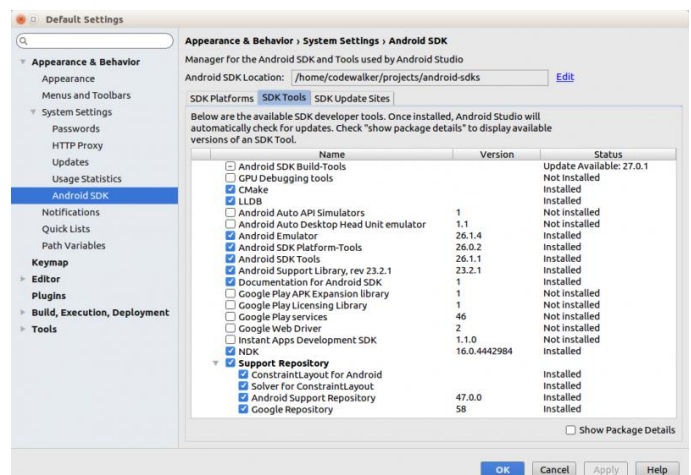 Default Settings
Appearance & Behavior › System Settings › Android SDK
Manager for the Android SDK and Tools used by Android Studio
Android SDK Location: /home/codewalker/projects/android-sdks Edit
Appearance & Behavior
Appearance
Menus and Toolbars
System Settings
Passwords
HTTP Proxy
Updates
Usage Statistics
Android SDK
Notifications
Quick Lists
Path Variables
Keymap
Editor
Plugins
Build, Execution, Deployment
Tools
SDK Platforms SDK Tools SDK Update Sites
Below are the available SDK developer tools. Once installed, Android Studio will
automatically check for updates. Check "show package details" to display available
versions of an SDK Tool.
Name Version Status
Android SDK Build-Tools Update Available: 27.0.1
GPU Debugging tools Not Installed
CMake Installed
LLDB Installed
Android Auto API Simulators 1 Not installed
Android Auto Desktop Head Unit emulator 1.1 Not installed
Android Emulator 26.1.4 Installed
Android SDK Platform-Tools 26.0.2 Installed
Android SDK Tools 26.1.1 Installed
Android Support Library, rev 23.2.1 23.2.1 Installed
Documentation for Android SDK 1 Installed
Google Play APK Expansion library 1 Not installed
Google Play Licensing Library 1 Not installed
Google Play services 46 Not installed
Google Web Driver 2 Not installed
Instant Apps Development SDK 1.1.0 Not installed
NDK 16.0.4442984 Installed
Support Repository
ConstraintLayout for Android Installed
Solver for ConstraintLayout Installed
Android Support Repository 47.0.0 Installed
Google Repository 58 Installed
Show Package Details
OK Cancel Apply Help